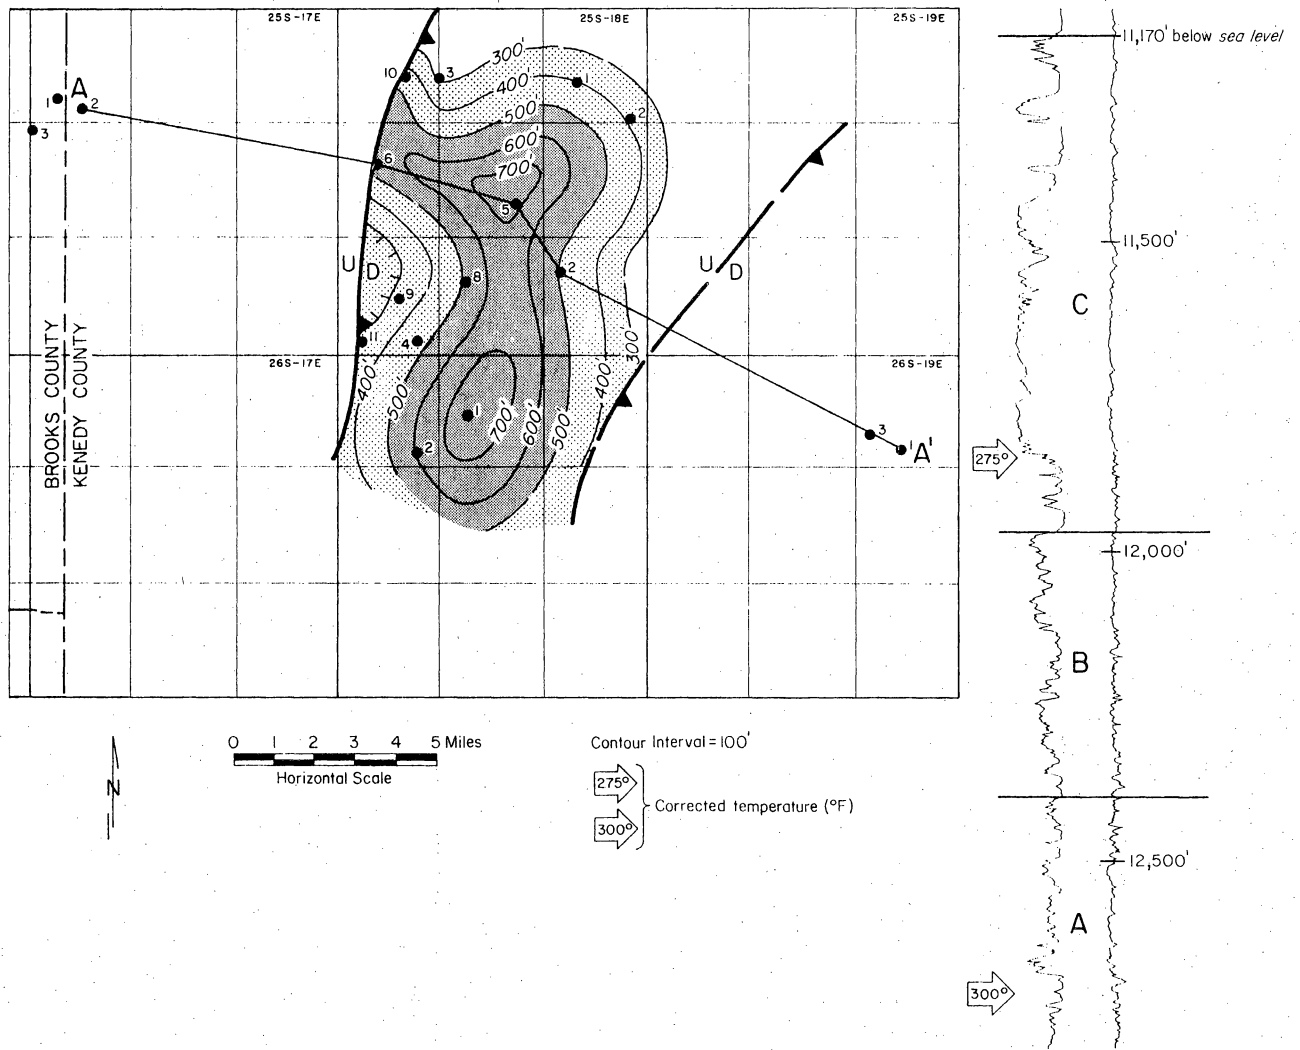 25S-17E
25S-18E
25S-19E
11,170' below sea level
300'
10
3
1
400'
A
1
2
2
500'
3
600'
6
700'
5
11,500'
U
D
U
D
2
8
9
C
11
4
300'
26S-17E
26S-19E
400'
400'
500'
1
700'
600'
500'
3
1
A'
2
BROOKS COUNTY
KENEDY COUNTY
275°
12,000'
B
0 1 2 3 4 5 Miles
Horizontal Scale
N
Contour Interval = 100'
275°
300°
Corrected temperature (°F)
12,500'
A
300°